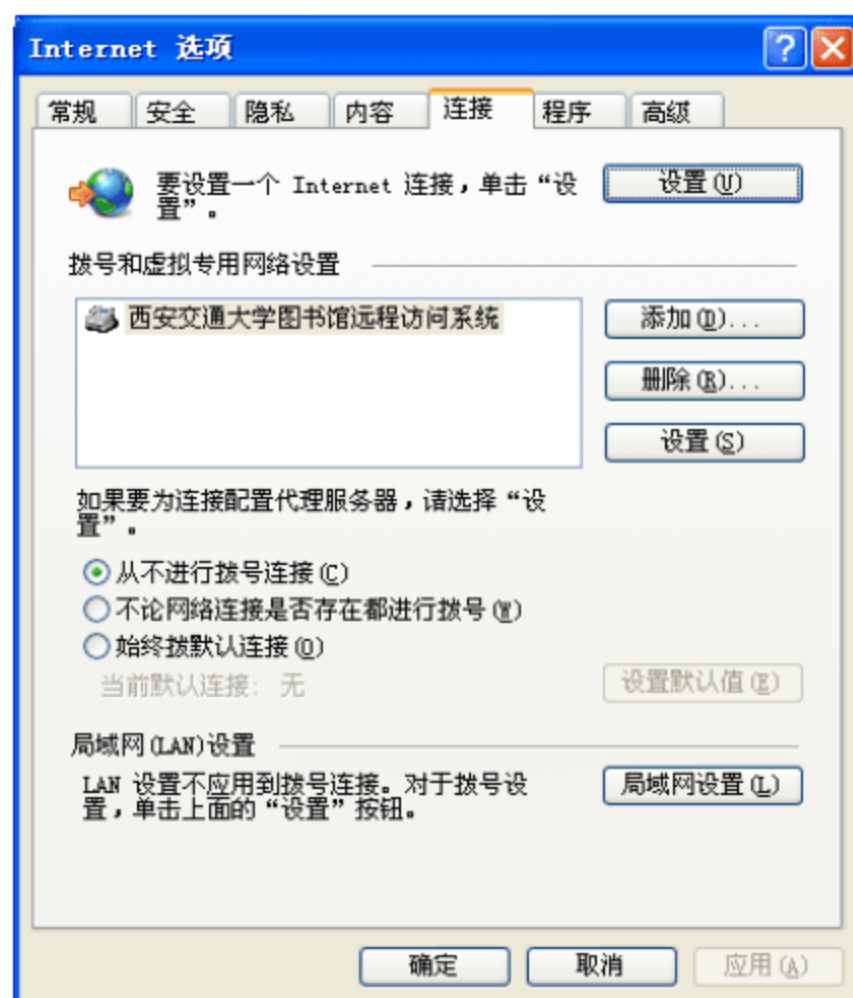 Internet 选项
常规 安全 隐私 内容 连接 程序 高级
要设置一个 Internet 连接，单击“设
置”。
设置(U)
拨号和虚拟专用网络设置
西安交通大学图书馆远程访问系统
添加(D)...
删除(R)...
设置(S)
如果要为连接配置代理服务器，请选择“设
置”。
从不进行拨号连接(C)
不论网络连接是否存在都进行拨号(W)
始终拨默认连接(O)
当前默认连接： 无
设置默认值(E)
局域网(LAN)设置
LAN 设置不应用到拨号连接。对于拨号设
置，单击上面的“设置”按钮。
局域网设置(L)
确定 取消 应用(A)